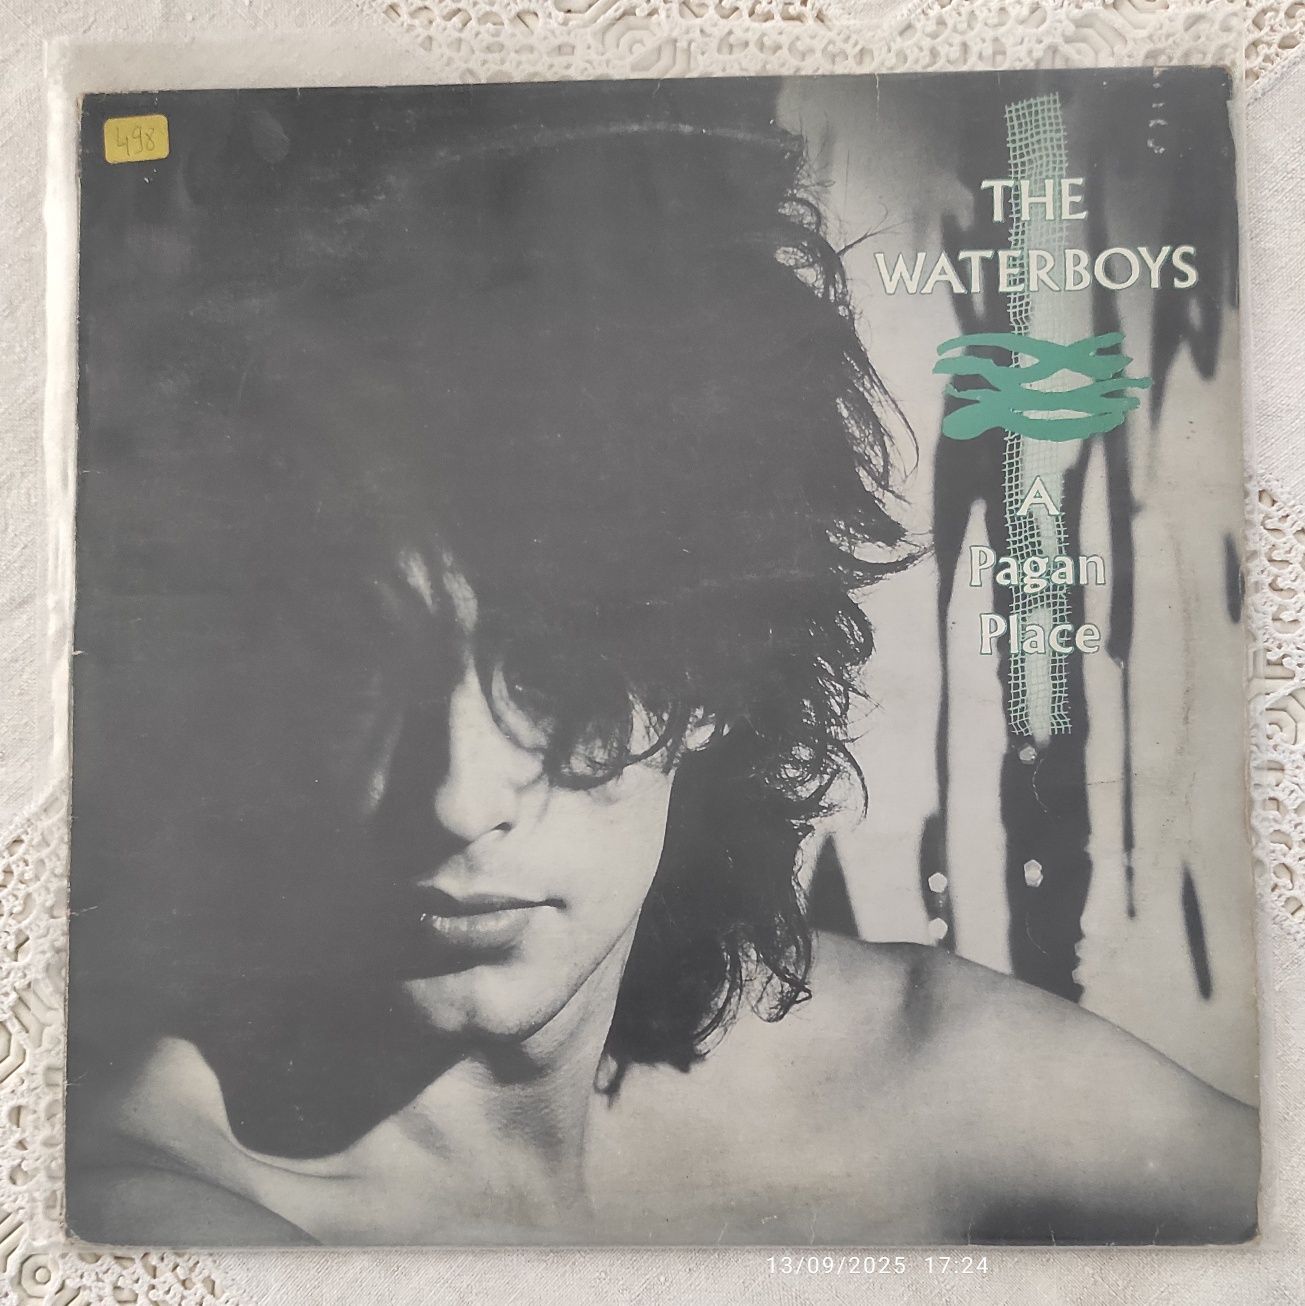 498
THE
WATERBOYS
A
Pagan
Place
13/09/2025 17:24